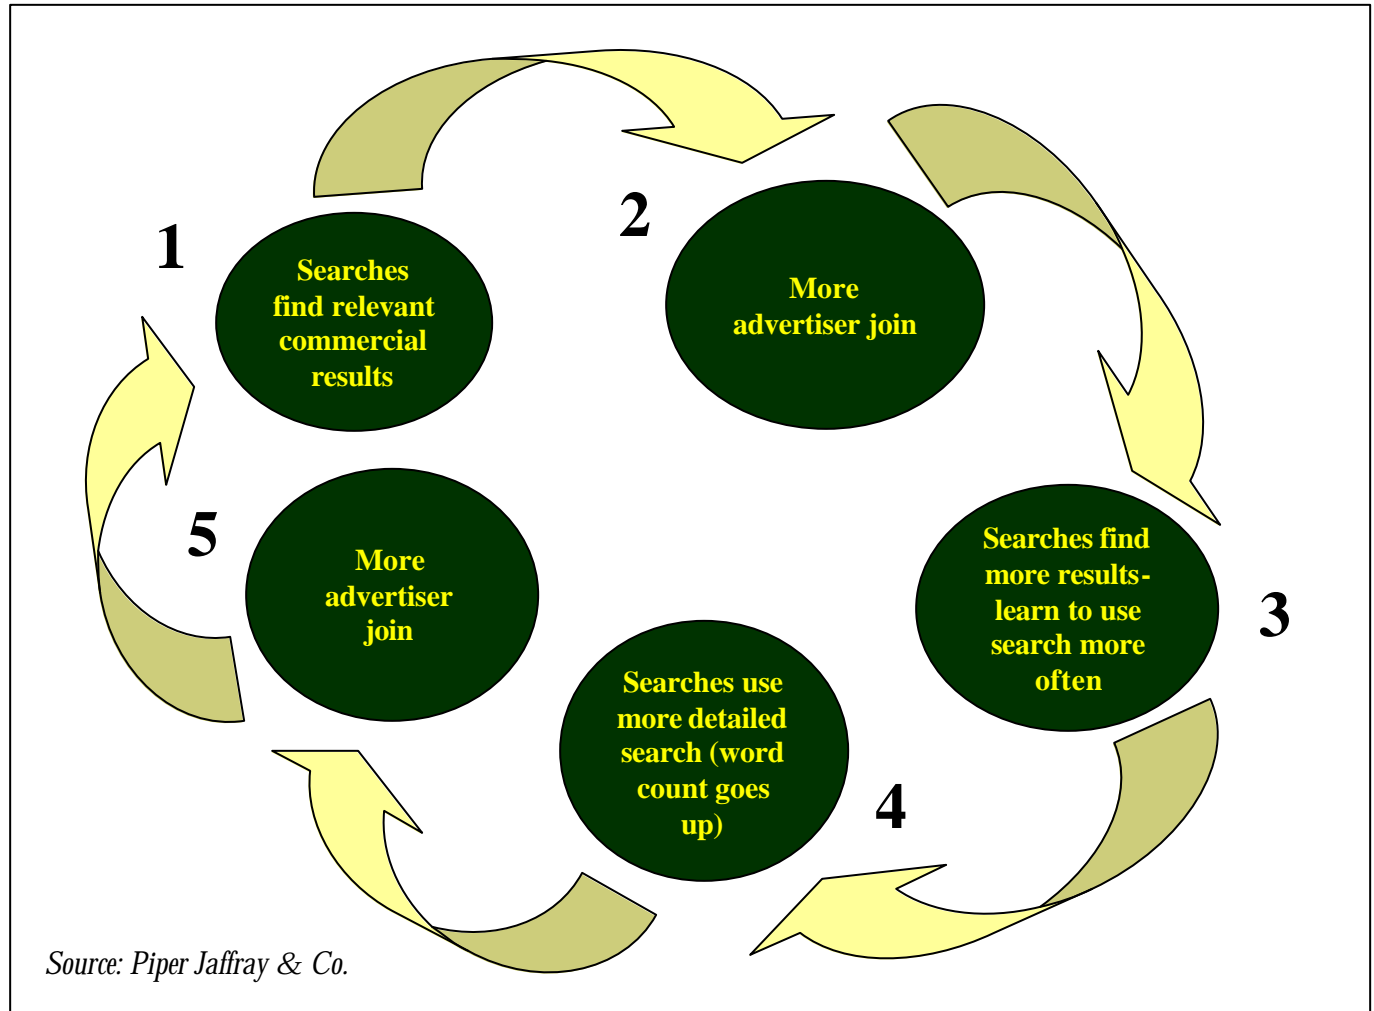 1
Searches
find relevant
commercial
results
2
More
advertiser join
3
Searches find
more results-
learn to use
search more
often
4
Searches use
more detailed
search (word
count goes
up)
5
More
advertiser
join
Source: Piper Jaffray & Co.